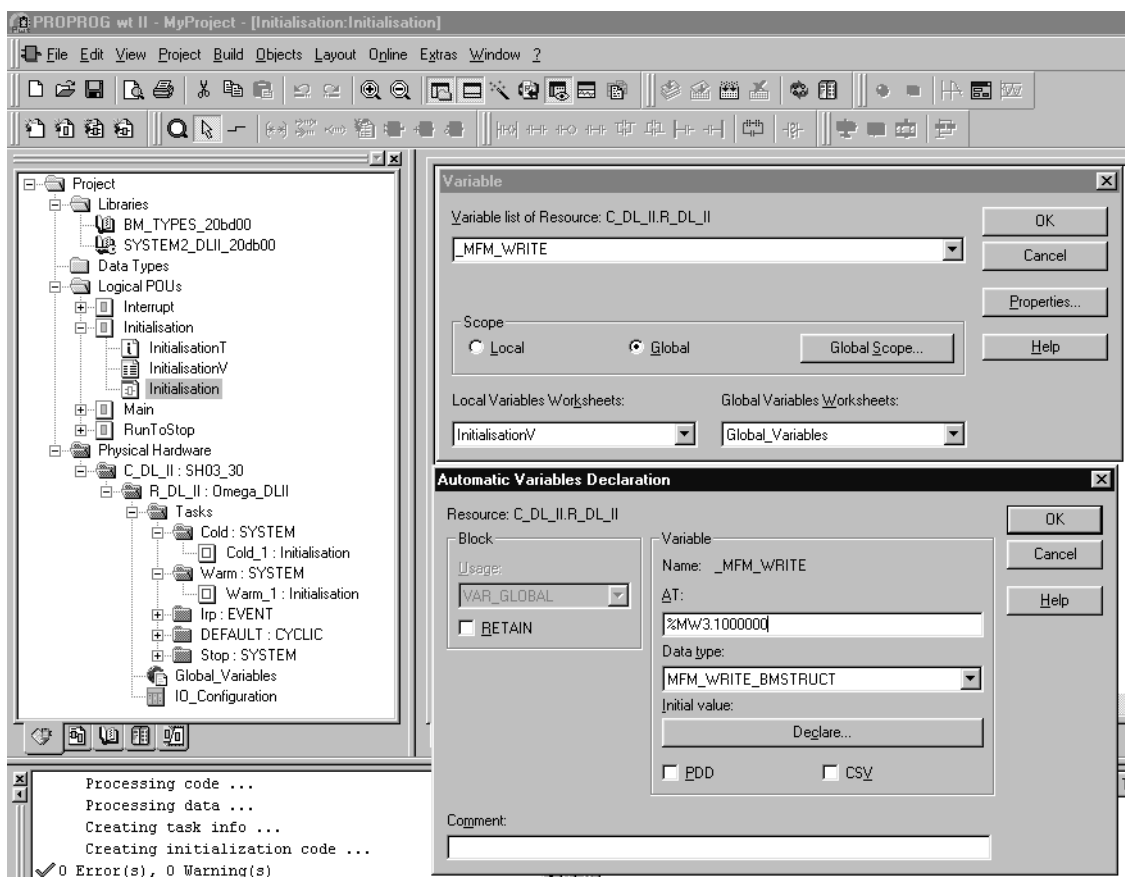 PROPROG wt II - MyProject - [Initialisation:Initialisation]
File Edit View Project Build Objects Layout Online Extras Window ?
Project
Libraries
BM_TYPES_20bd00
SYSTEM2_DLII_20db00
Data Types
Logical POUs
Interrupt
Initialisation
InitialisationT
InitialisationV
Initialisation
Main
RunToStop
Physical Hardware
C_DL_II : SH03_30
R_DL_II : Omega_DLII
Tasks
Cold : SYSTEM
Cold_1 : Initialisation
Warm : SYSTEM
Warm_1 : Initialisation
Irp : EVENT
DEFAULT : CYCLIC
Stop : SYSTEM
Global_Variables
IO_Configuration
Variable
Variable list of Resource: C_DL_II.R_DL_II
_MFM_WRITE
OK
Cancel
Properties...
Help
Scope
Local
Global
Global Scope...
Local Variables Worksheets:
Global Variables Worksheets:
InitialisationV
Global_Variables
Automatic Variables Declaration
Resource: C_DL_II.R_DL_II
Block
Usage:
VAR_GLOBAL
RETAIN
Variable
Name: _MFM_WRITE
AT:
%MW3.1000000
Data type:
MFM_WRITE_BMSTRUCT
Initial value:
Declare...
PDD
CSV
OK
Cancel
Help
Comment:
Processing code ...
Processing data ...
Creating task info ...
Creating initialization code ...
0 Error(s), 0 Warning(s)